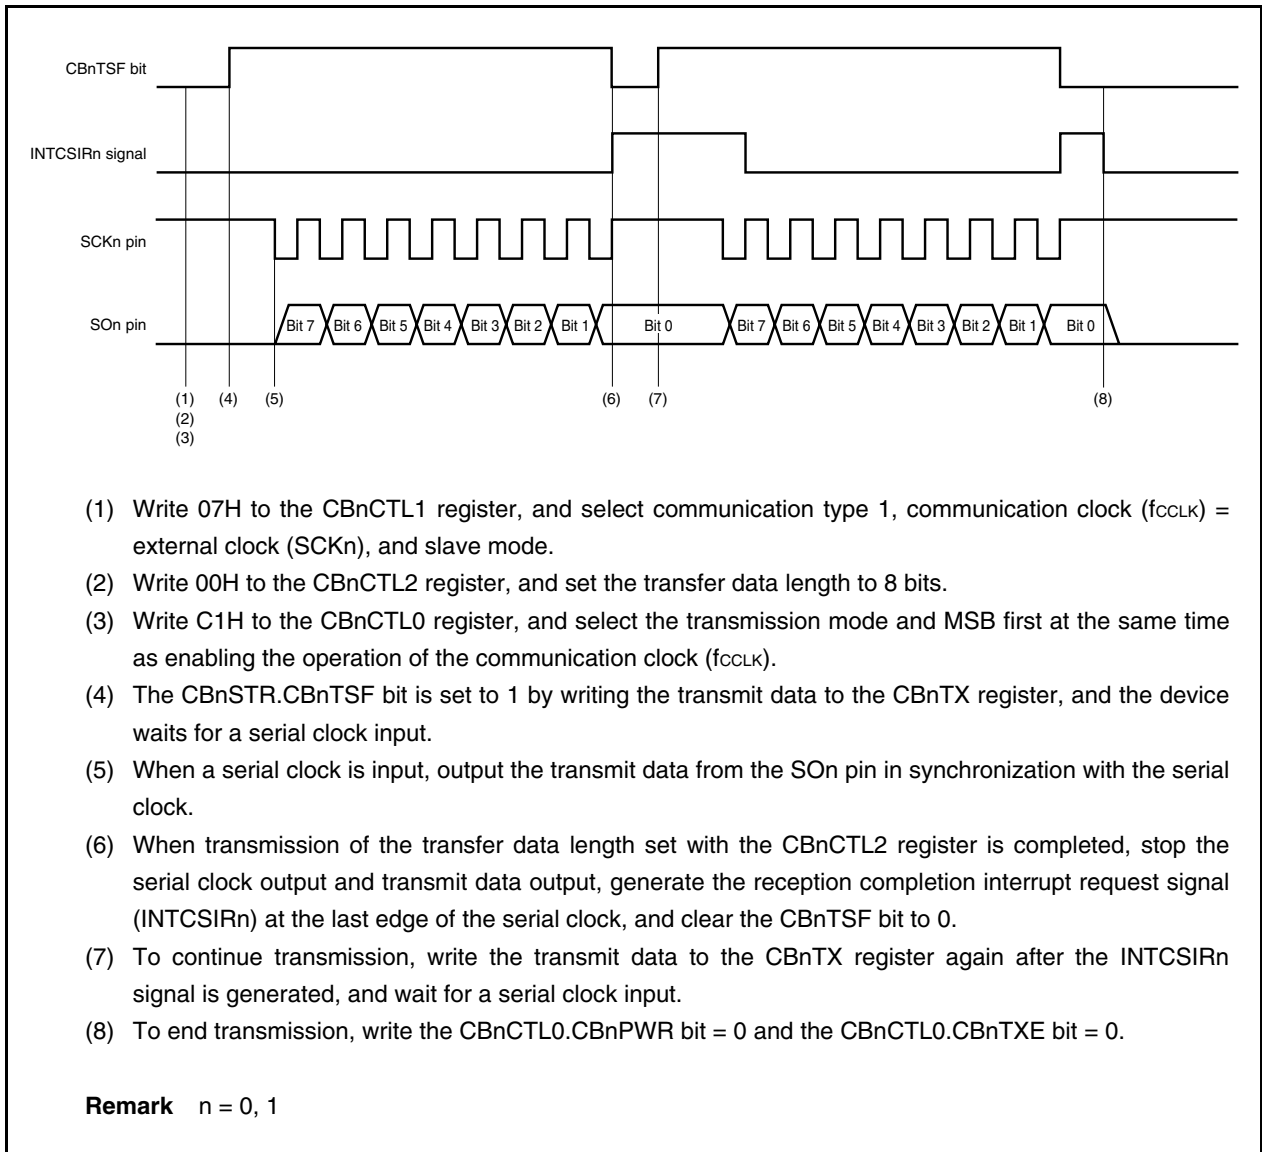 CBnTSF bit
INTCSIRn signal
SCKn pin
SOn pin
Bit 7 Bit 6 Bit 5 Bit 4 Bit 3 Bit 2 Bit 1 Bit 0 Bit 7 Bit 6 Bit 5 Bit 4 Bit 3 Bit 2 Bit 1 Bit 0
(1) (4) (5) (6) (7) (8)
(2)
(3)
(1) Write 07H to the CBnCTL1 register, and select communication type 1, communication clock (fCCLK) =
external clock (SCKn), and slave mode.
(2) Write 00H to the CBnCTL2 register, and set the transfer data length to 8 bits.
(3) Write C1H to the CBnCTL0 register, and select the transmission mode and MSB first at the same time
as enabling the operation of the communication clock (fCCLK).
(4) The CBnSTR.CBnTSF bit is set to 1 by writing the transmit data to the CBnTX register, and the device
waits for a serial clock input.
(5) When a serial clock is input, output the transmit data from the SOn pin in synchronization with the serial
clock.
(6) When transmission of the transfer data length set with the CBnCTL2 register is completed, stop the
serial clock output and transmit data output, generate the reception completion interrupt request signal
(INTCSIRn) at the last edge of the serial clock, and clear the CBnTSF bit to 0.
(7) To continue transmission, write the transmit data to the CBnTX register again after the INTCSIRn
signal is generated, and wait for a serial clock input.
(8) To end transmission, write the CBnCTL0.CBnPWR bit = 0 and the CBnCTL0.CBnTXE bit = 0.
Remark n = 0, 1